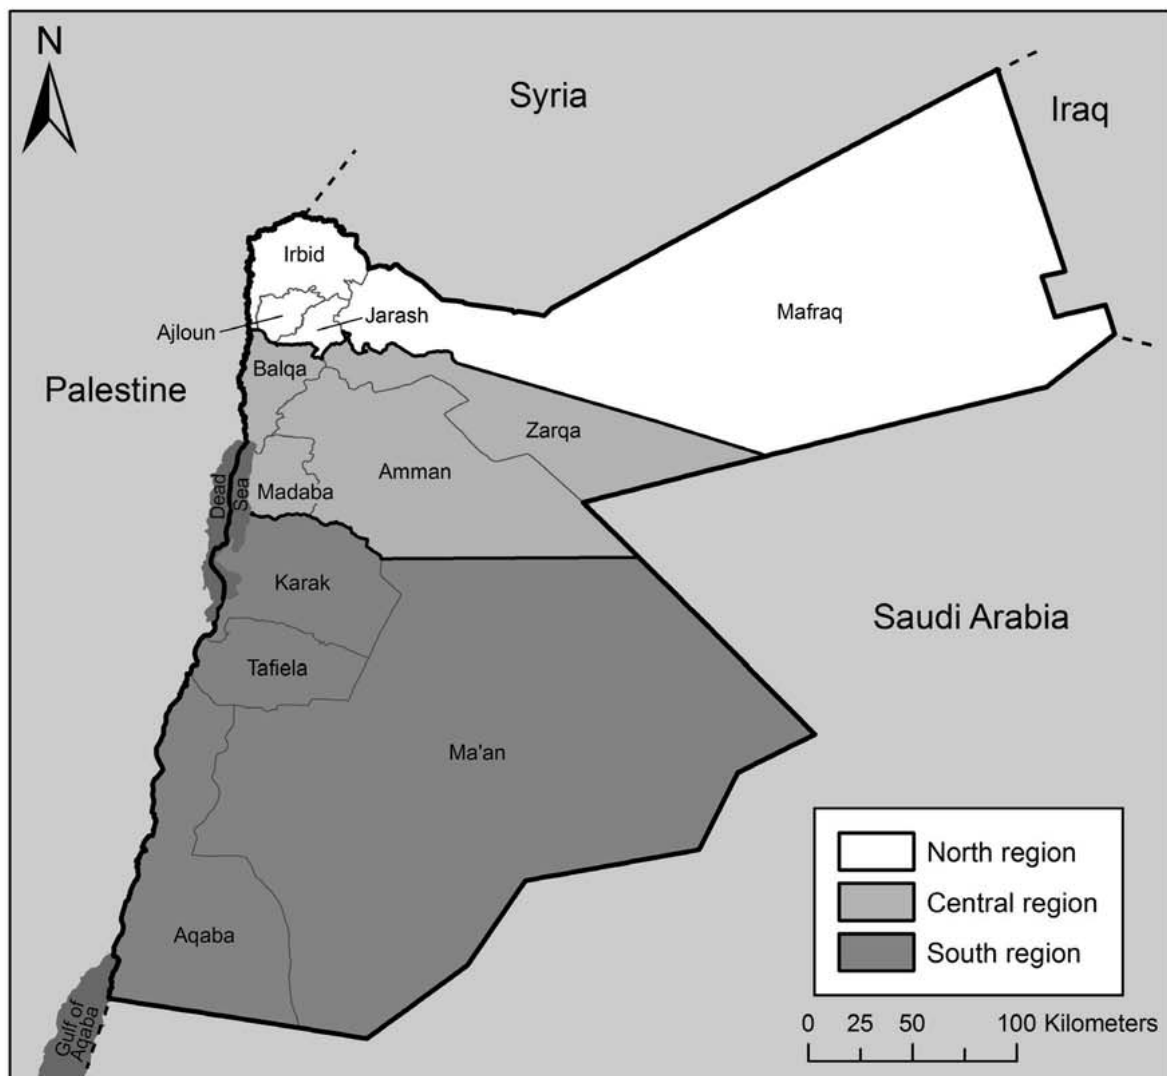 N
Syria
Iraq
Irbid
Ajloun
Jarash
Mafraq
Palestine
Balqa
Zarqa
Amman
Madaba
Dead
Sea
Karak
Saudi Arabia
Tafiela
Ma'an
Aqaba
Gulf of
Aqaba
North region
Central region
South region
0 25 50 100 Kilometers